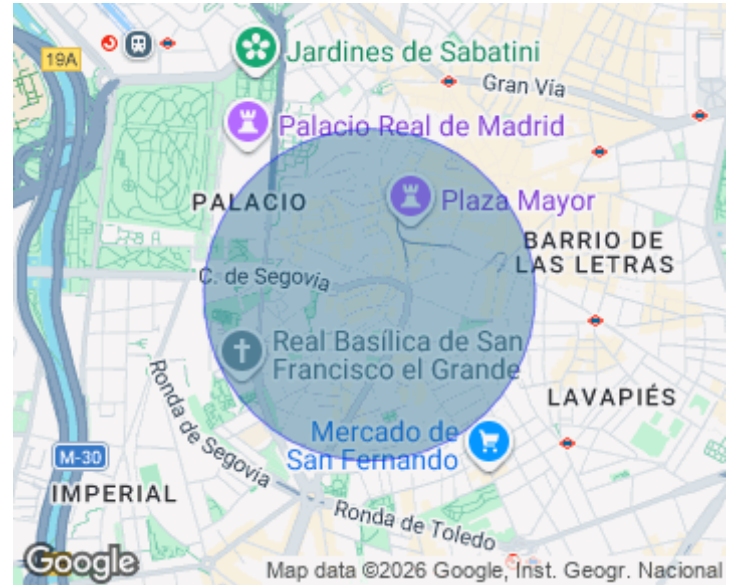 19A
Jardines de Sabatini
Gran Vía
Palacio Real de Madrid
PALACIO
Plaza Mayor
BARRIO DE
LAS LETRAS
C. de Segovia
Real Basílica de San
Francisco el Grande
LAVAPIÉS
Ronda de Segovia
Mercado de
San Fernando
M-30
IMPERIAL
Ronda de Toledo
Google
Map data ©2026 Google, Inst. Geogr. Nacional